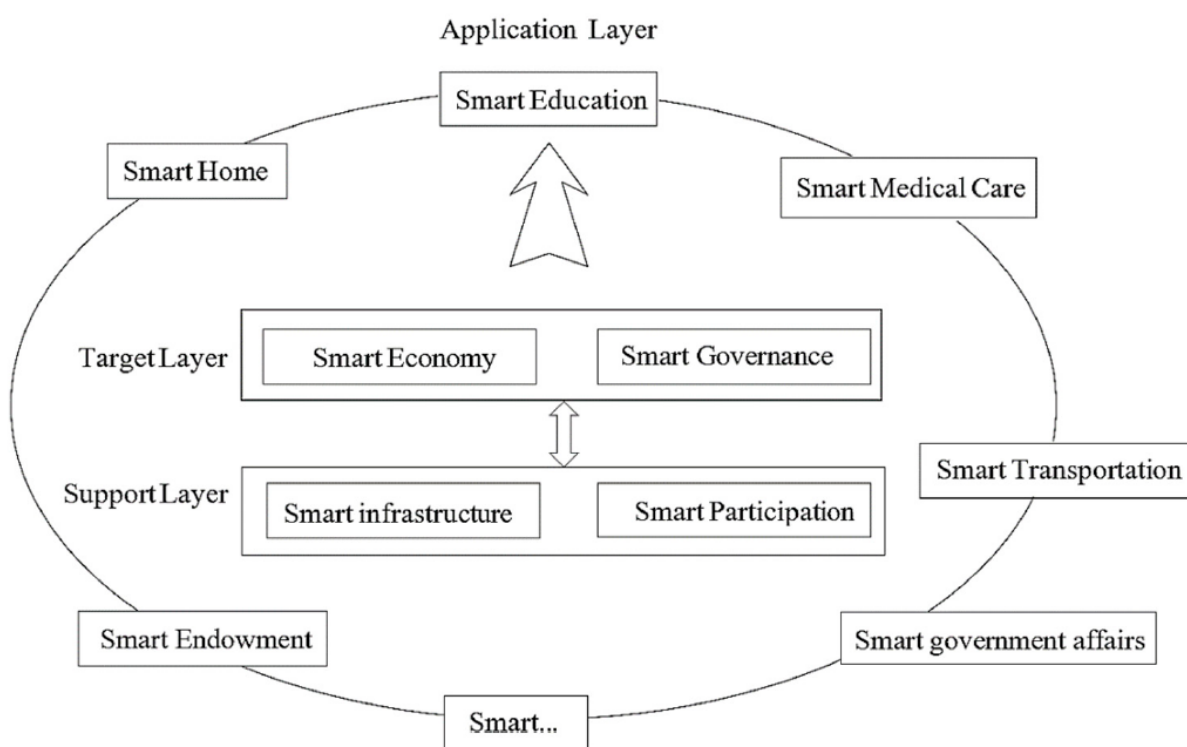 Application Layer
Smart Education
Smart Home
Smart Medical Care
Target Layer
Smart Economy
Smart Governance
Smart Transportation
Support Layer
Smart infrastructure
Smart Participation
Smart Endowment
Smart government affairs
Smart...